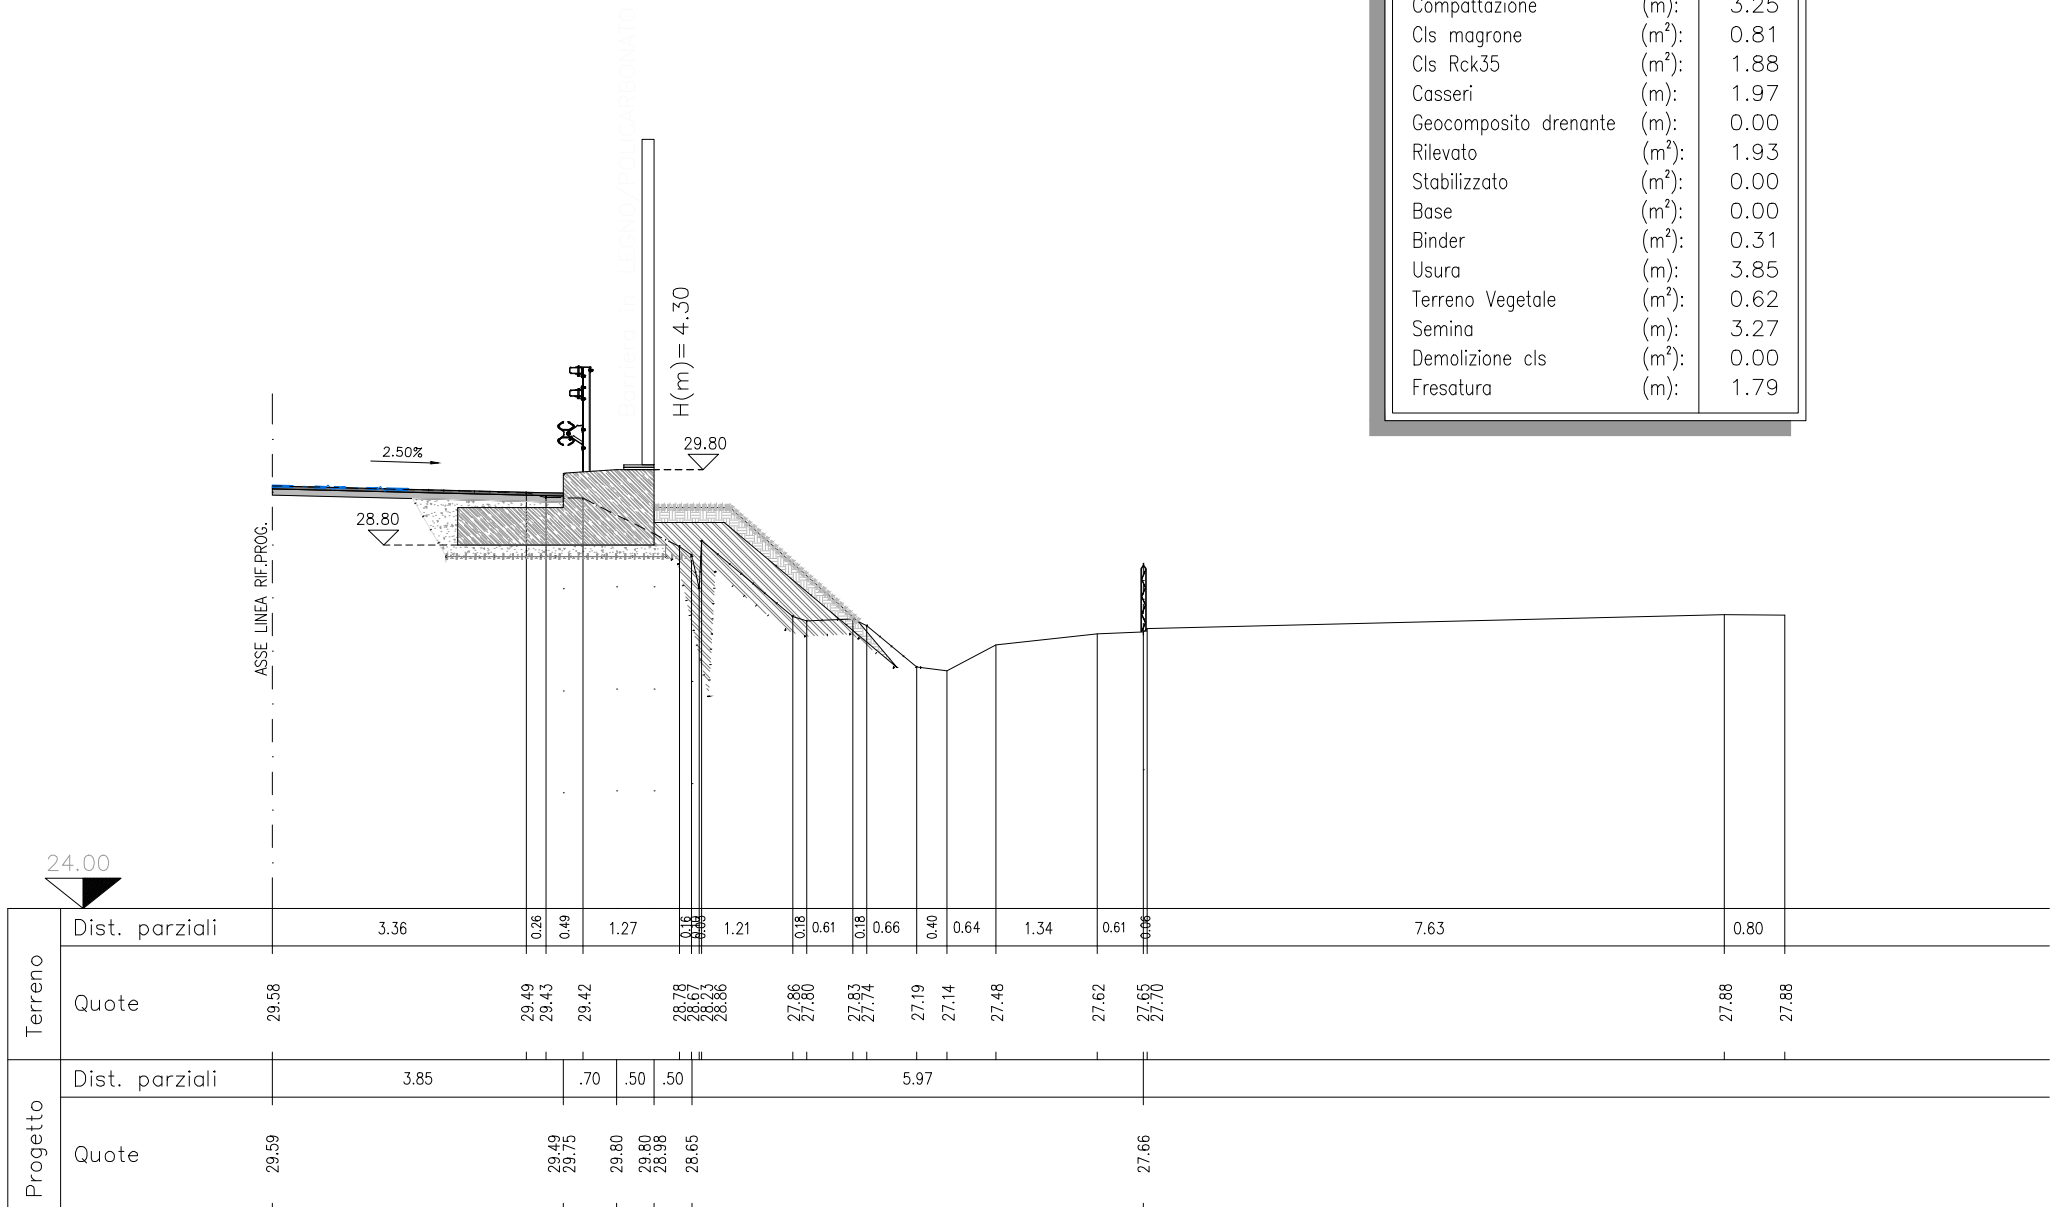 Compattazione (m): 3.25
Cls magrone (m²): 0.81
Cls Rck35 (m²): 1.88
Casseri (m): 1.97
Geocomposito drenante (m): 0.00
Rilevato (m²): 1.93
Stabilizzato (m²): 0.00
Base (m²): 0.00
Binder (m²): 0.31
Usura (m): 3.85
Terreno Vegetale (m²): 0.62
Semina (m): 3.27
Demolizione cls (m²): 0.00
Fresatura (m): 1.79
H(m)= 4.30
29.80
2.50%
28.80
ASSE LINEA RIF.PROG.
24.00
Terreno
Dist. parziali 3.36 0.26 0.49 1.27 0.16 0.03 1.21 0.18 0.61 0.18 0.66 0.40 0.64 1.34 0.61 0.06 7.63 0.80
Quote 29.58 29.49 29.43 29.42 28.78 28.67 28.23 28.86 27.86 27.80 27.83 27.74 27.19 27.14 27.48 27.62 27.65 27.70 27.88 27.88
Progetto
Dist. parziali 3.85 .70 .50 .50 5.97
Quote 29.59 29.49 29.75 29.80 29.80 28.98 28.65 27.66